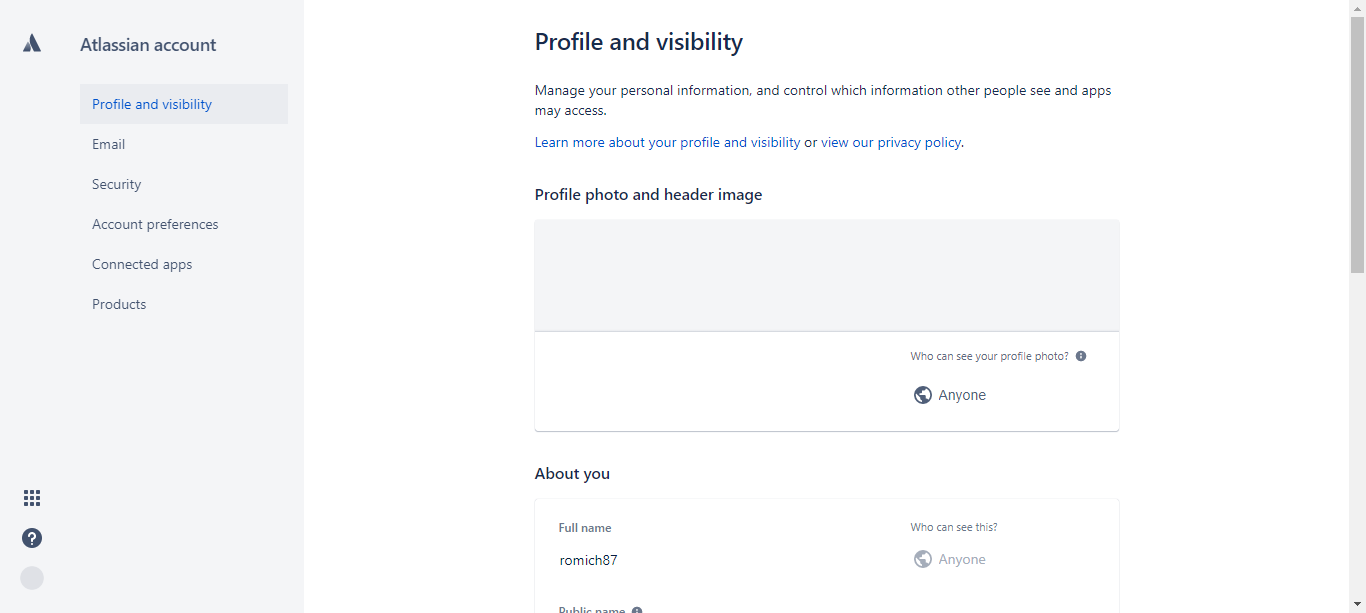 Atlassian account
Profile and visibility
Email
Security
Account preferences
Connected apps
Products
Profile and visibility
Manage your personal information, and control which information other people see and apps
may access.
Learn more about your profile and visibility or view our privacy policy.
Profile photo and header image
Who can see your profile photo?
Anyone
About you
Full name
Who can see this?
romich87
Anyone
Public name